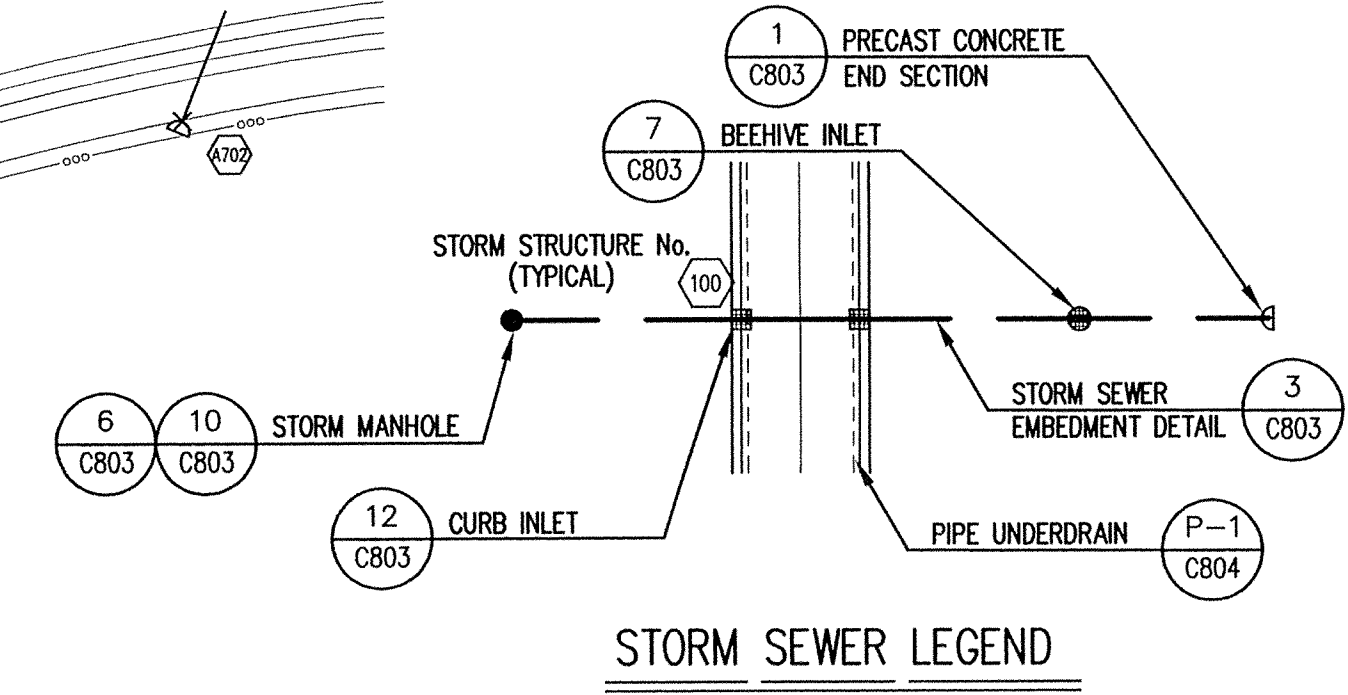 1
C803
PRECAST CONCRETE
END SECTION
7
C803
BEEHIVE INLET
A702
STORM STRUCTURE No.
(TYPICAL)
100
6
C803
10
C803
STORM MANHOLE
STORM SEWER
EMBEDMENT DETAIL
3
C803
12
C803
CURB INLET
PIPE UNDERDRAIN
P-1
C804
STORM SEWER LEGEND